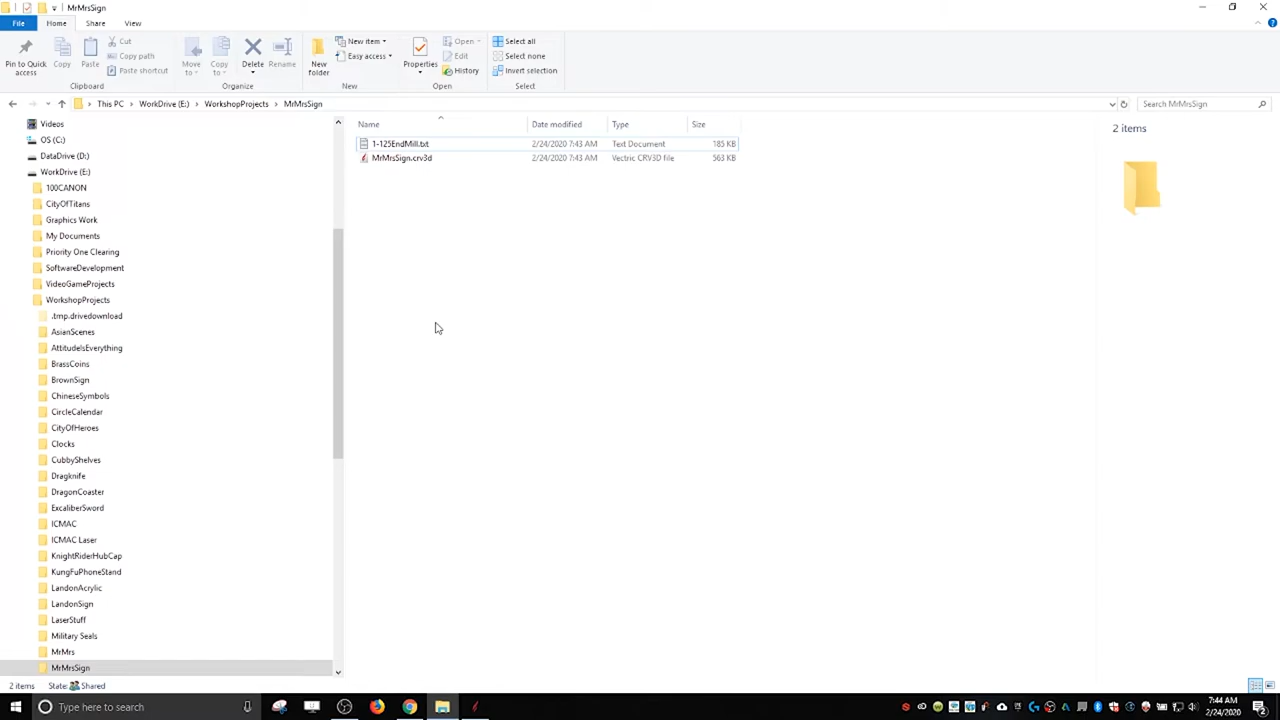 MrMrsSign
File Home Share View
Pin to Quick access
Copy
Paste
Cut
Copy path
Paste shortcut
Clipboard
Move to
Copy to
Delete
Rename
Organize
New folder
New item
Easy access
New
Properties
Open
Edit
History
Open
Select all
Select none
Invert selection
Select
This PC WorkDrive (E:) WorkshopProjects MrMrsSign
Search MrMrsSign
Videos
OS (C:)
DataDrive (D:)
WorkDrive (E:)
100CANON
CityOfTitans
Graphics Work
My Documents
Priority One Clearing
SoftwareDevelopment
VideoGameProjects
WorkshopProjects
.tmp.drivedownload
AsianScenes
AttitudeIsEverything
BrassCoins
BrownSign
ChineseSymbols
CircleCalendar
CityOfHeroes
Clocks
CubbyShelves
Dragknife
DragonCoaster
ExcaliberSword
ICMAC
ICMAC Laser
KnightRiderHubCap
KungFuPhoneStand
LandonAcrylic
LandonSign
LaserStuff
Military Seals
MrMrs
MrMrsSign
Name Date modified Type Size
1-125EndMill.txt 2/24/2020 7:43 AM Text Document 185 KB
MrMrsSign.crv3d 2/24/2020 7:43 AM Vectric CRV3D file 563 KB
2 items
2 items State: Shared
Type here to search
7:44 AM
2/24/2020